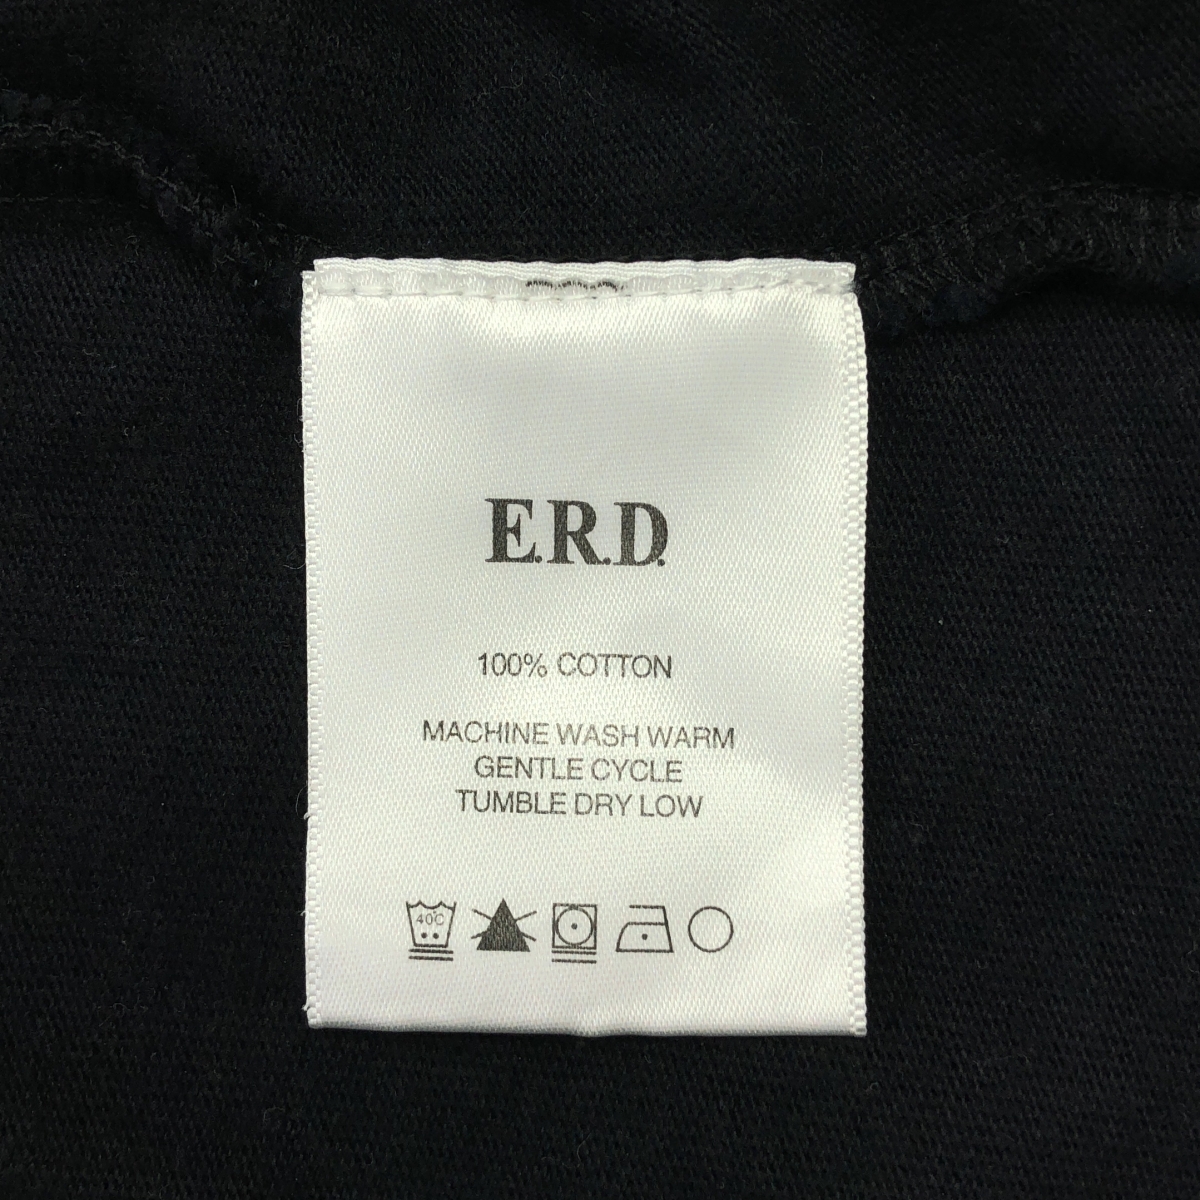 E.R.D.
100% COTTON
MACHINE WASH WARM
GENTLE CYCLE
TUMBLE DRY LOW
40C